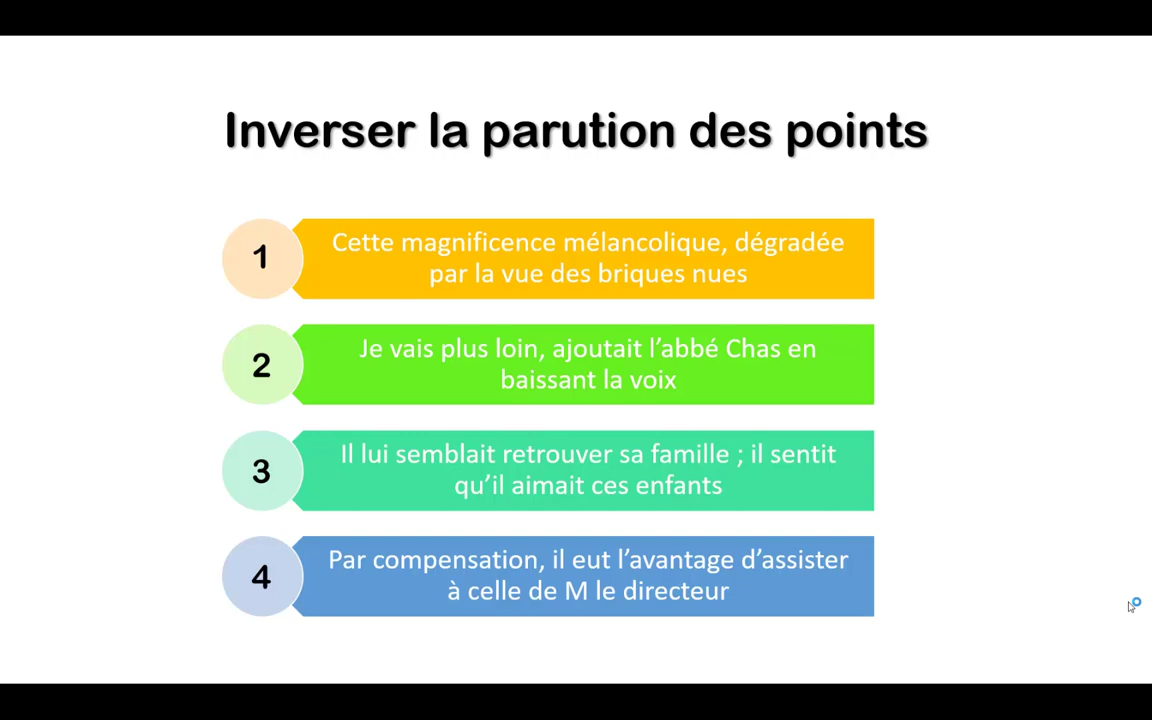 Inverser la parution des points
1
Cette magnificence mélancolique, dégradée
par la vue des briques nues
2
Je vais plus loin, ajoutait l’abbé Chas en
baissant la voix
3
Il lui semblait retrouver sa famille ; il sentit
qu’il aimait ces enfants
4
Par compensation, il eut l’avantage d’assister
à celle de M le directeur